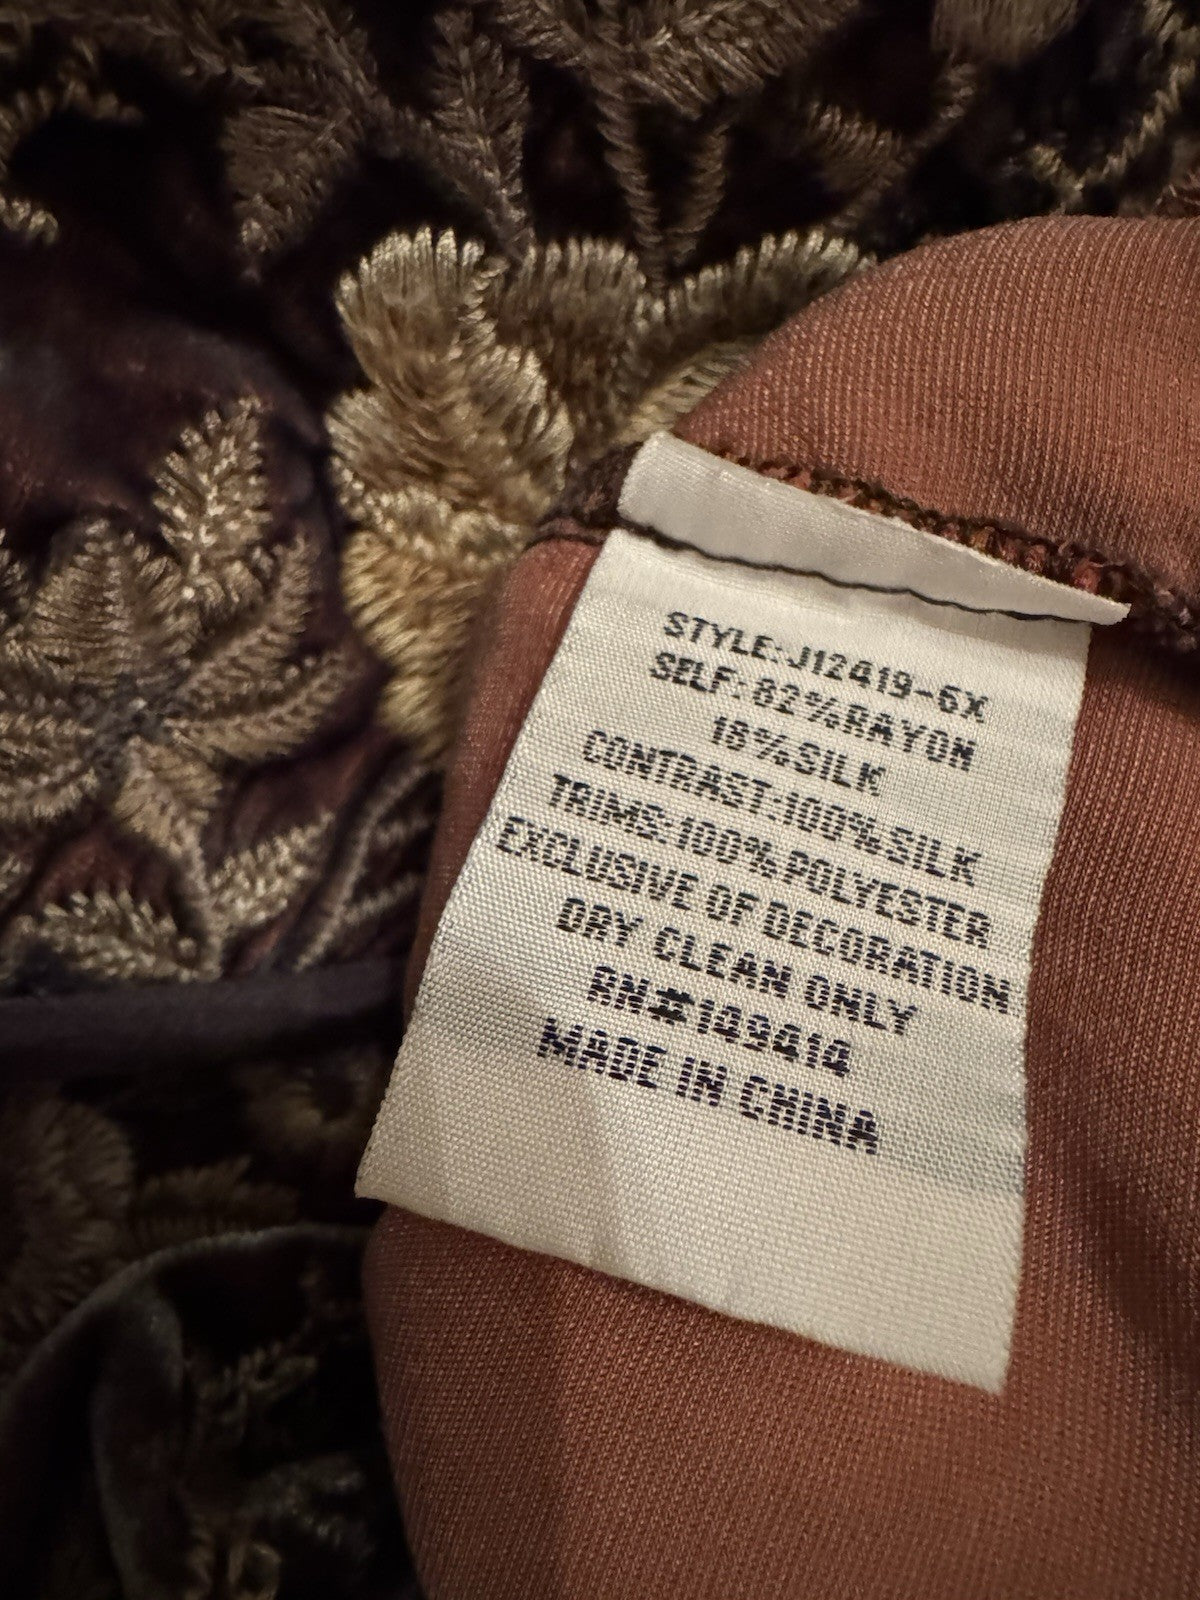 STYLE:J12419-6X
SELF:82%RAYON
18%SILK
CONTRAST:100%SILK
TRIMS:100%POLYESTER
EXCLUSIVE OF DECORATION
DRY CLEAN ONLY
RN#149414
MADE IN CHINA